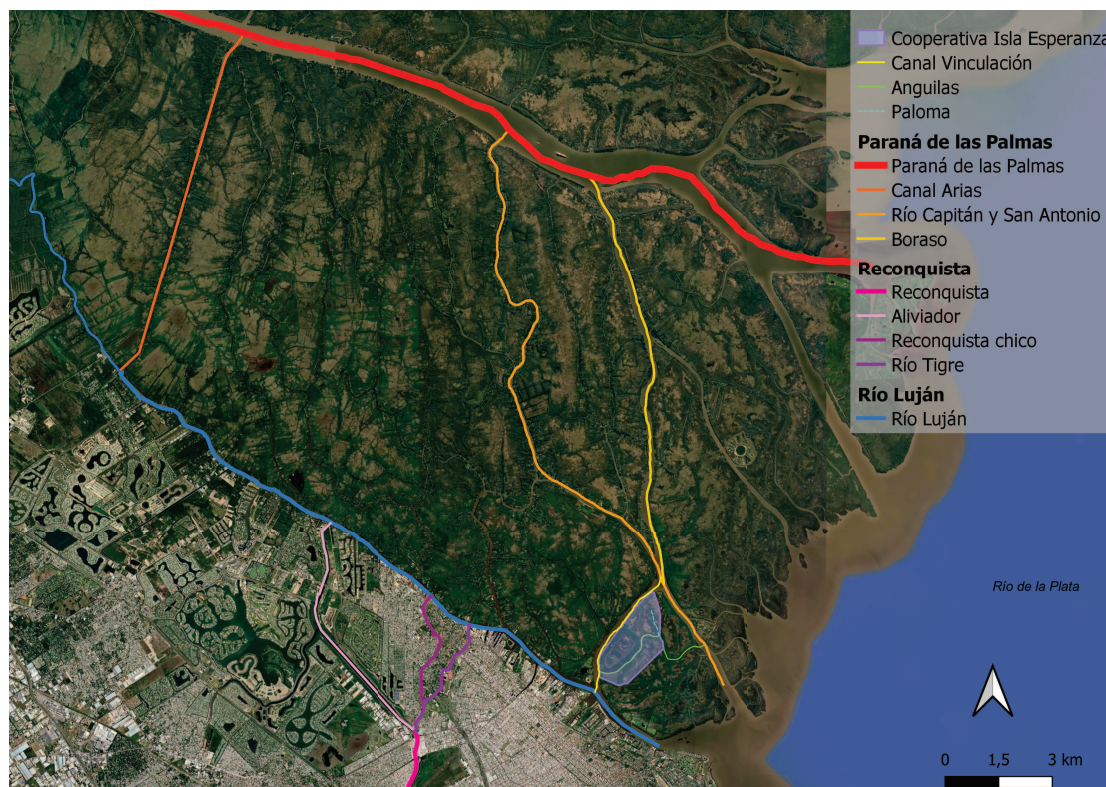 Cooperativa Isla Esperanza
Canal Vinculación
Anguilas
Paloma
Paraná de las Palmas
Paraná de las Palmas
Canal Arias
Río Capitán y San Antonio
Boraso
Reconquista
Reconquista
Aliviador
Reconquista chico
Río Tigre
Río Luján
Río Luján
Río de la Plata
0 1,5 3 km